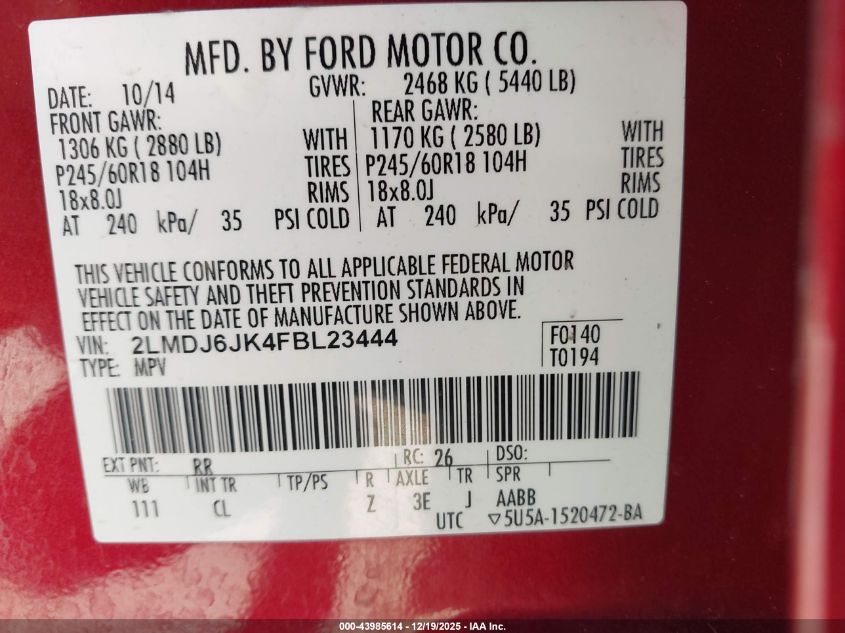 MFD. BY FORD MOTOR CO.
DATE: 10/14 GVWR: 2468 KG ( 5440 LB)
FRONT GAWR: REAR GAWR:
1306 KG ( 2880 LB) WITH 1170 KG ( 2580 LB) WITH
P245/60R18 104H TIRES P245/60R18 104H TIRES
18x8.0J RIMS 18x8.0J RIMS
AT 240 kPa/ 35 PSI COLD AT 240 kPa/ 35 PSI COLD
THIS VEHICLE CONFORMS TO ALL APPLICABLE FEDERAL MOTOR
VEHICLE SAFETY AND THEFT PREVENTION STANDARDS IN
EFFECT ON THE DATE OF MANUFACTURE SHOWN ABOVE.
VIN: 2LMDJ6JK4FBL23444 F0140
TYPE: MPV T0194
EXT PNT: RR RC: 26 DSO:
WB INT TR TP/PS R AXLE TR SPR
111 CL Z 3E J AABB
UTC ▽5U5A-1520472-BA
000-43985614 - 12/19/2025 - IAA Inc.